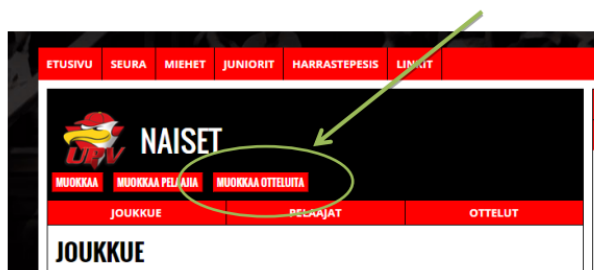 ETUSIVU SEURA MIEHET JUNIORIT HARRASTEPESIS LINKIT
UPV NAISET
MUOKKAA MUOKKAA PELAAJIA MUOKKAA OTTELUITA
JOUKKUE PELAAJAT OTTELUT
JOUKKUE